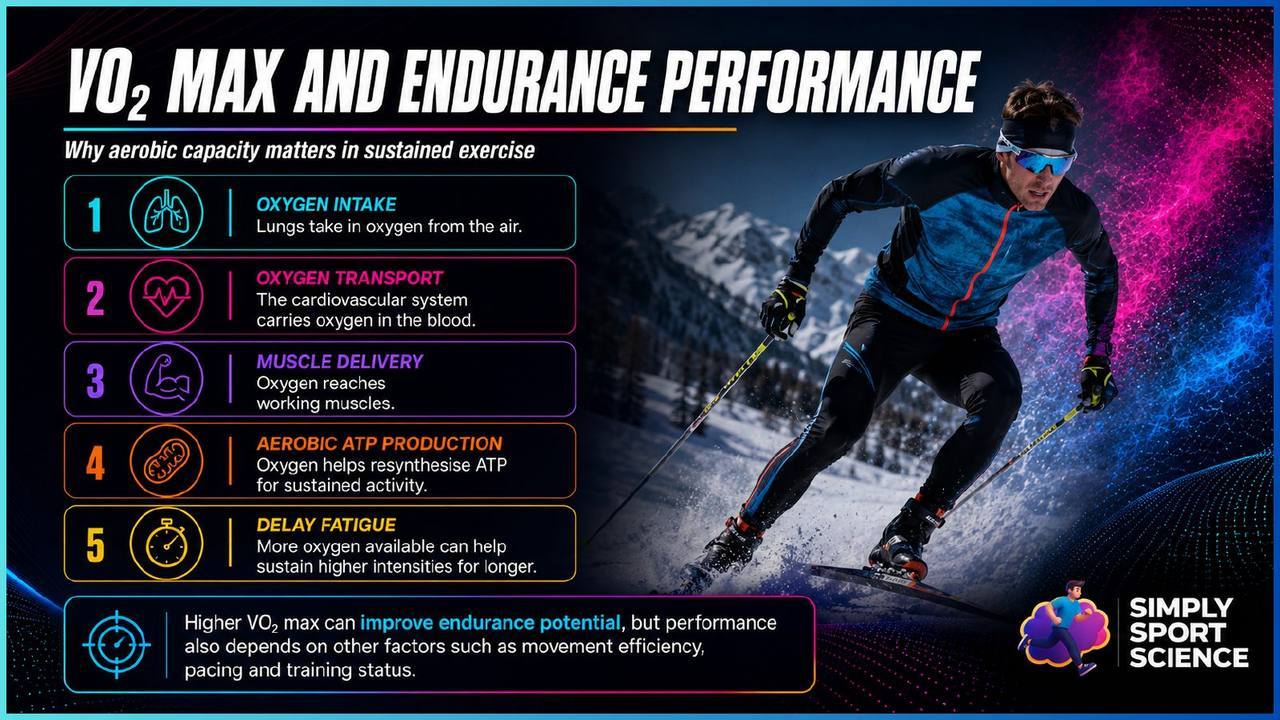 VO₂ MAX AND ENDURANCE PERFORMANCE
Why aerobic capacity matters in sustained exercise
1
OXYGEN INTAKE
Lungs take in oxygen from the air.
2
OXYGEN TRANSPORT
The cardiovascular system
carries oxygen in the blood.
3
MUSCLE DELIVERY
Oxygen reaches
working muscles.
4
AEROBIC ATP PRODUCTION
Oxygen helps resynthesise ATP
for sustained activity.
5
DELAY FATIGUE
More oxygen available can help
sustain higher intensities for longer.
Higher VO₂ max can improve endurance potential, but performance
also depends on other factors such as movement efficiency,
pacing and training status.
SIMPLY
SPORT
SCIENCE